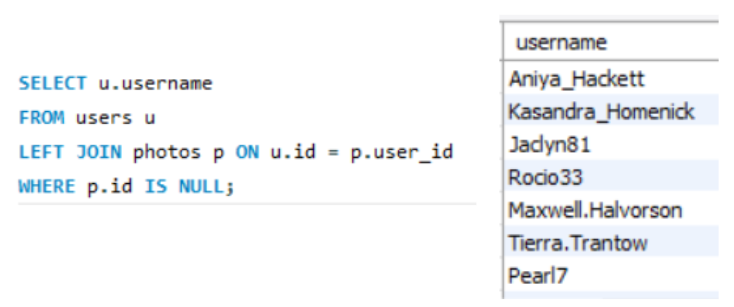 SELECT u.username
FROM users u
LEFT JOIN photos p ON u.id = p.user_id
WHERE p.id IS NULL;
username
Aniya_Hackett
Kasandra_Homenick
Jaclyn81
Rocio33
Maxwell.Halvorson
Tierra.Trantow
Pearl7